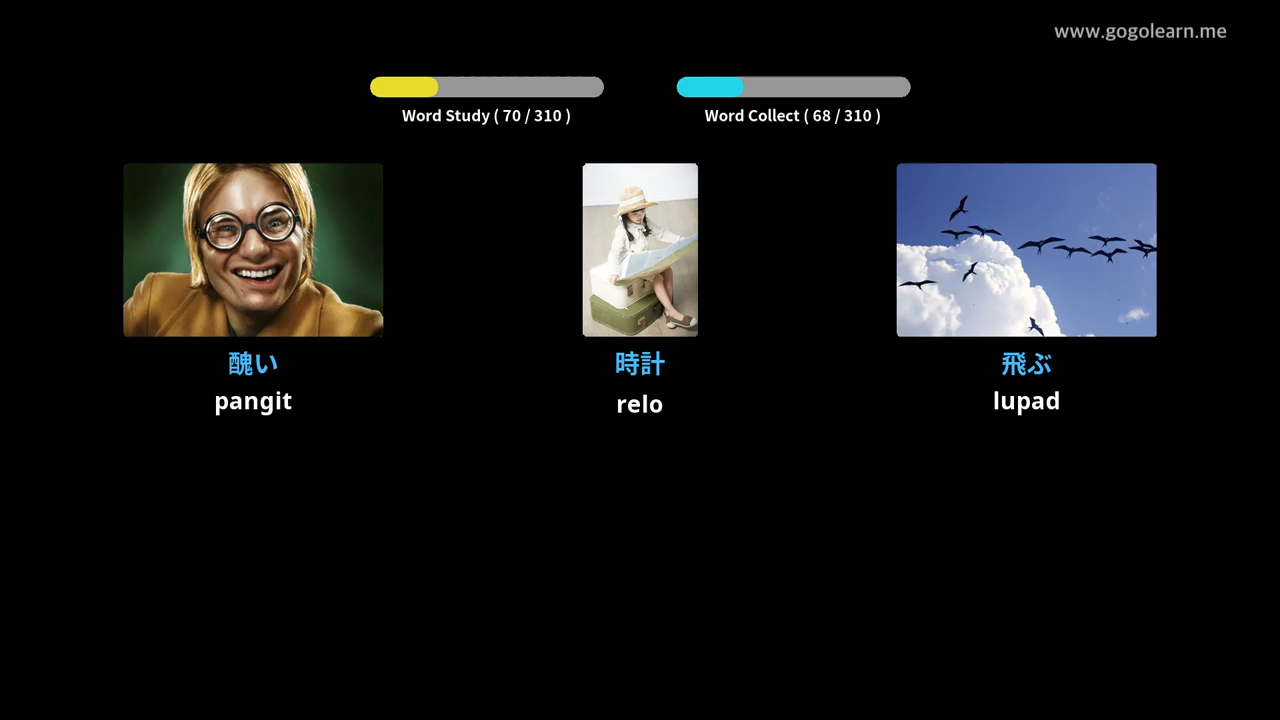 www.gogolearn.me
Word Study ( 70 / 310 )
Word Collect ( 68 / 310 )
醜い
pangit
時計
relo
飛ぶ
lupad